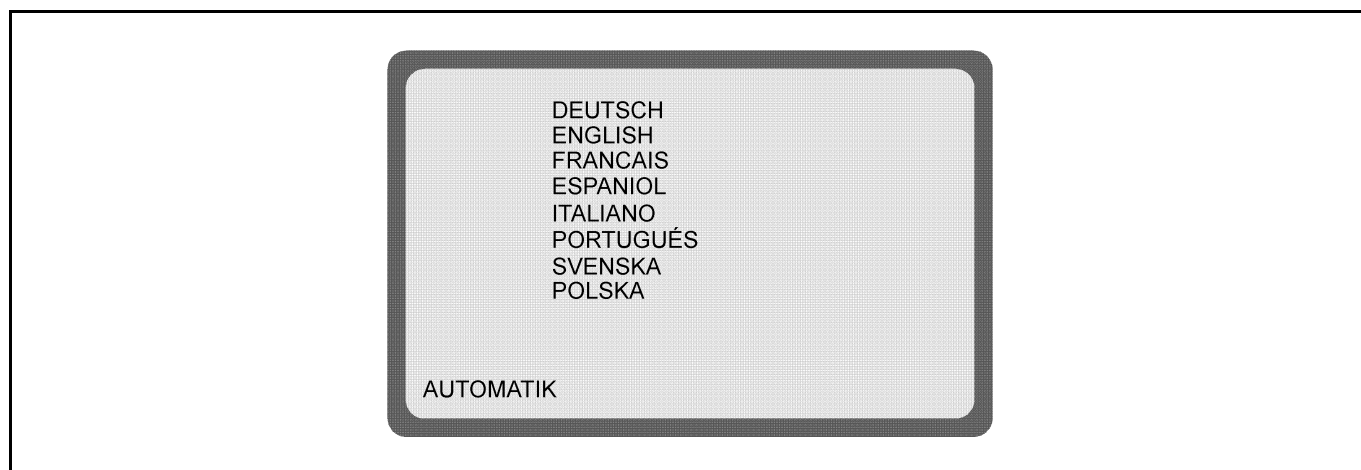 DEUTSCH
ENGLISH
FRANCAIS
ESPANIOL
ITALIANO
PORTUGUÉS
SVENSKA
POLSKA
AUTOMATIK